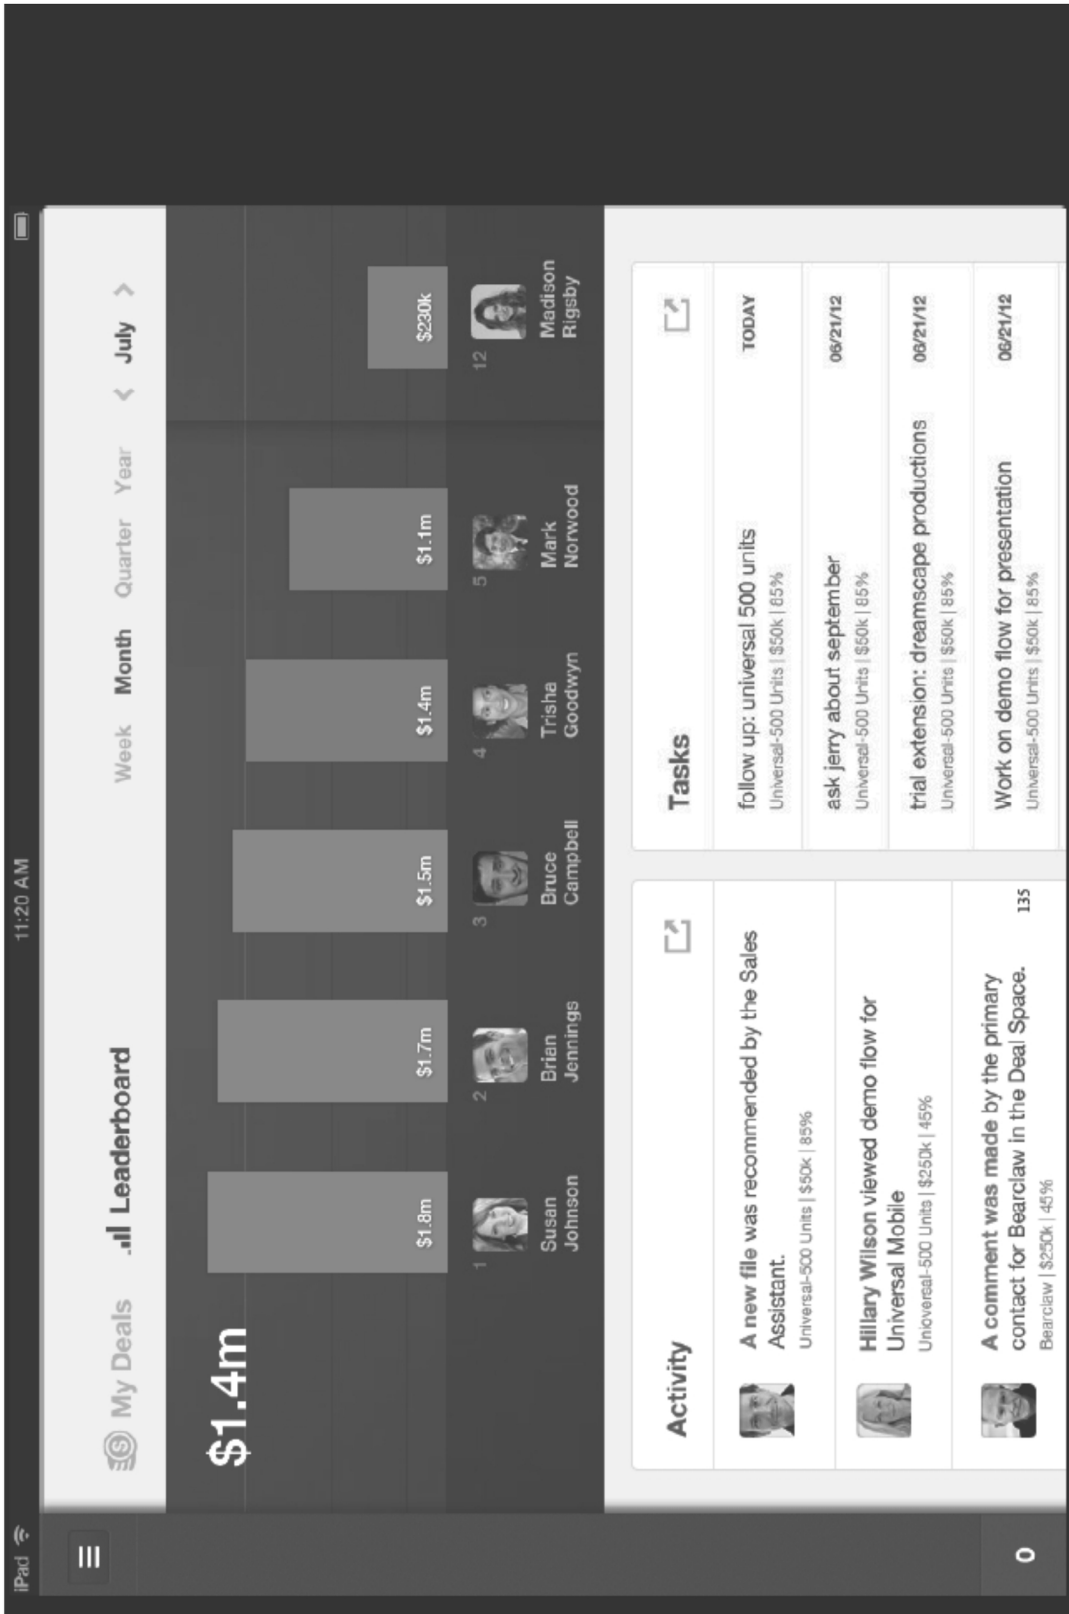 iPad
11:20 AM
My Deals
Leaderboard
Week Month Quarter Year
July
$1.4m
$1.8m
$1.7m
$1.5m
$1.4m
$1.1m
$230k
1
2
3
4
5
12
Susan
Johnson
Brian
Jennings
Bruce
Campbell
Trisha
Goodwyn
Mark
Norwood
Madison
Rigsby
Activity
A new file was recommended by the Sales
Assistant.
Universal-500 Units | $50k | 85%
Hillary Wilson viewed demo flow for
Universal Mobile
Unioversal-500 Units | $250k | 45%
A comment was made by the primary
contact for Bearclaw in the Deal Space.
Bearclaw | $250k | 45%
135
Tasks
follow up: universal 500 units
TODAY
Universal-500 Units | $50k | 85%
ask jerry about september
06/21/12
Universal-500 Units | $50k | 85%
trial extension: dreamscape productions
06/21/12
Universal-500 Units | $50k | 85%
Work on demo flow for presentation
06/21/12
Universal-500 Units | $50k | 85%
0